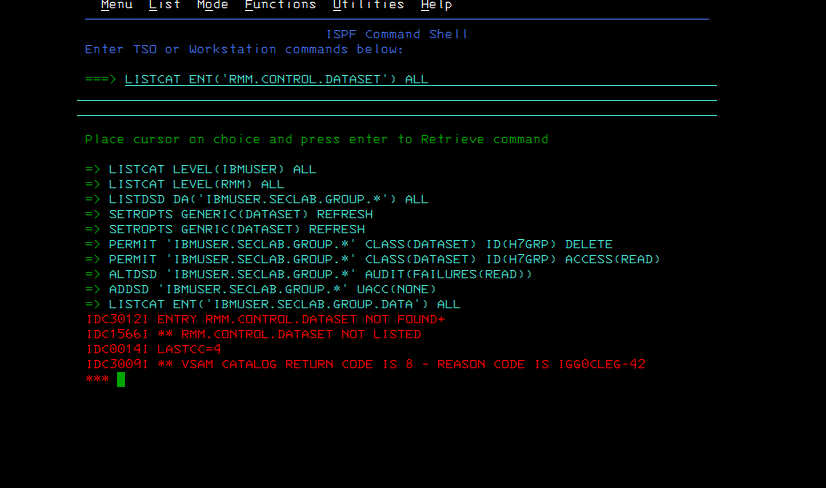 Menu List Mode Functions Utilities Help
ISPF Command Shell
Enter TSO or Workstation commands below:
===> LISTCAT ENT('RMM.CONTROL.DATASET') ALL
Place cursor on choice and press enter to Retrieve command
=> LISTCAT LEVEL(IBMUSER) ALL
=> LISTCAT LEVEL(RMM) ALL
=> LISTDSD DA('IBMUSER.SECLAB.GROUP.*') ALL
=> SETROPTS GENERIC(DATASET) REFRESH
=> SETROPTS GENRIC(DATASET) REFRESH
=> PERMIT 'IBMUSER.SECLAB.GROUP.*' CLASS(DATASET) ID(H7GRP) DELETE
=> PERMIT 'IBMUSER.SECLAB.GROUP.*' CLASS(DATASET) ID(H7GRP) ACCESS(READ)
=> ALTDSD 'IBMUSER.SECLAB.GROUP.*' AUDIT(FAILURES(READ))
=> ADDSD 'IBMUSER.SECLAB.GROUP.*' UACC(NONE)
=> LISTCAT ENT('IBMUSER.SECLAB.GROUP.DATA') ALL
IDC3012I ENTRY RMM.CONTROL.DATASET NOT FOUND+
IDC1566I ** RMM.CONTROL.DATASET NOT LISTED
IDC0014I LASTCC=4
IDC3009I ** VSAM CATALOG RETURN CODE IS 8 - REASON CODE IS IGG0CLEG-42
***